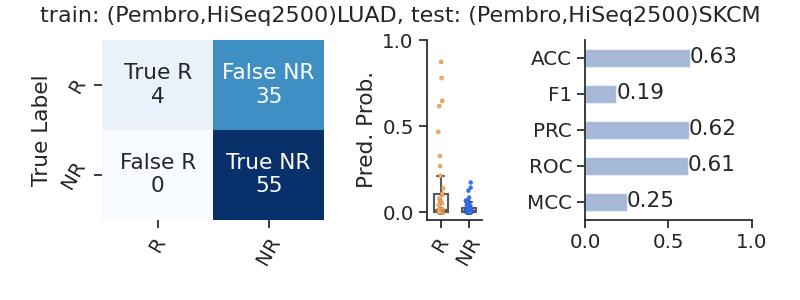 train: (Pembro,HiSeq2500)LUAD, test: (Pembro,HiSeq2500)SKCM
True Label
R
NR
True R
4
False NR
35
False R
0
True NR
55
R
NR
Pred. Prob.
1.0
0.5
0.0
R
NR
ACC
0.63
F1
0.19
PRC
0.62
ROC
0.61
MCC
0.25
0.0
0.5
1.0